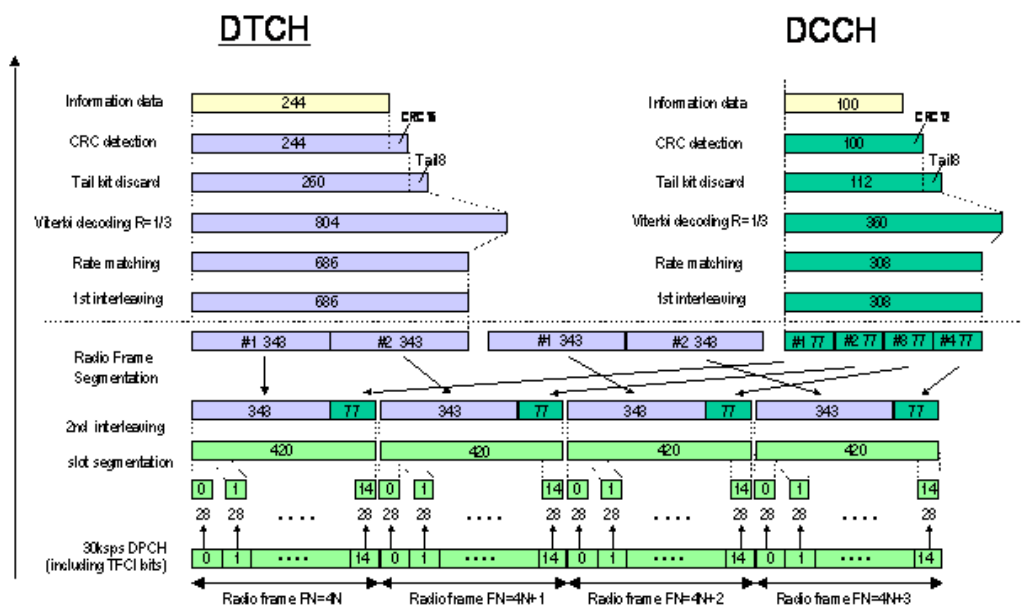 DTCH DCCH
Information data 244 Information data 100
CRC16 CRC12
CRC detection 244 CRC detection 100
Tail8 Tail8
Tail bit discard 260 Tail bit discard 112
Viterbi decoding R=1/3 804 Viterbi decoding R=1/3 360
Rate matching 686 Rate matching 308
1st interleaving 686 1st interleaving 308
#1 343 #2 343 #1 343 #2 343 #1 77 #2 77 #3 77 #4 77
Radio Frame
Segmentation
343 77 343 77 343 77 343 77
2nd interleaving
420 420 420 420
slot segmentation
0 1 14 0 1 14 0 1 14 0 1 14
28 28 .... 28 28 28 .... 28 28 28 .... 28 28 28 .... 28
30ksps DPCH
(including TFCI bits)
0 1 .... 14 0 1 .... 14 0 1 .... 14 0 1 .... 14
Radio frame FN=4N Radio frame FN=4N+1 Radio frame FN=4N+2 Radio frame FN=4N+3